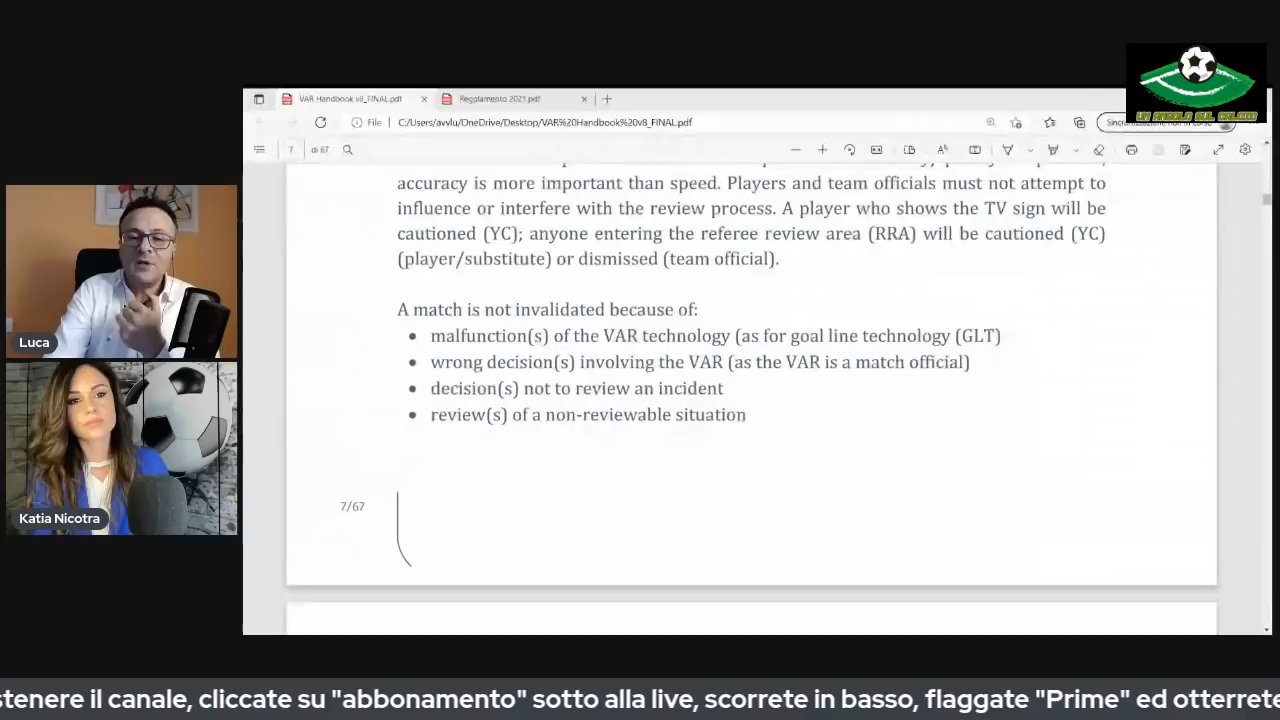 UN ANGOLO SUL CALCIO
VAR Handbook v8_FINAL.pdf
Regolamento 2021.pdf
File
C:/Users/avvlu/OneDrive/Desktop/VAR%20Handbook%20v8_FINAL.pdf
7 di 67
accuracy is more important than speed. Players and team officials must not attempt to
influence or interfere with the review process. A player who shows the TV sign will be
cautioned (YC); anyone entering the referee review area (RRA) will be cautioned (YC)
(player/substitute) or dismissed (team official).
A match is not invalidated because of:
• malfunction(s) of the VAR technology (as for goal line technology (GLT)
• wrong decision(s) involving the VAR (as the VAR is a match official)
• decision(s) not to review an incident
• review(s) of a non-reviewable situation
7/67
Luca
Katia Nicotra
stenere il canale, cliccate su "abbonamento" sotto alla live, scorrete in basso, flaggate "Prime" ed otterrete